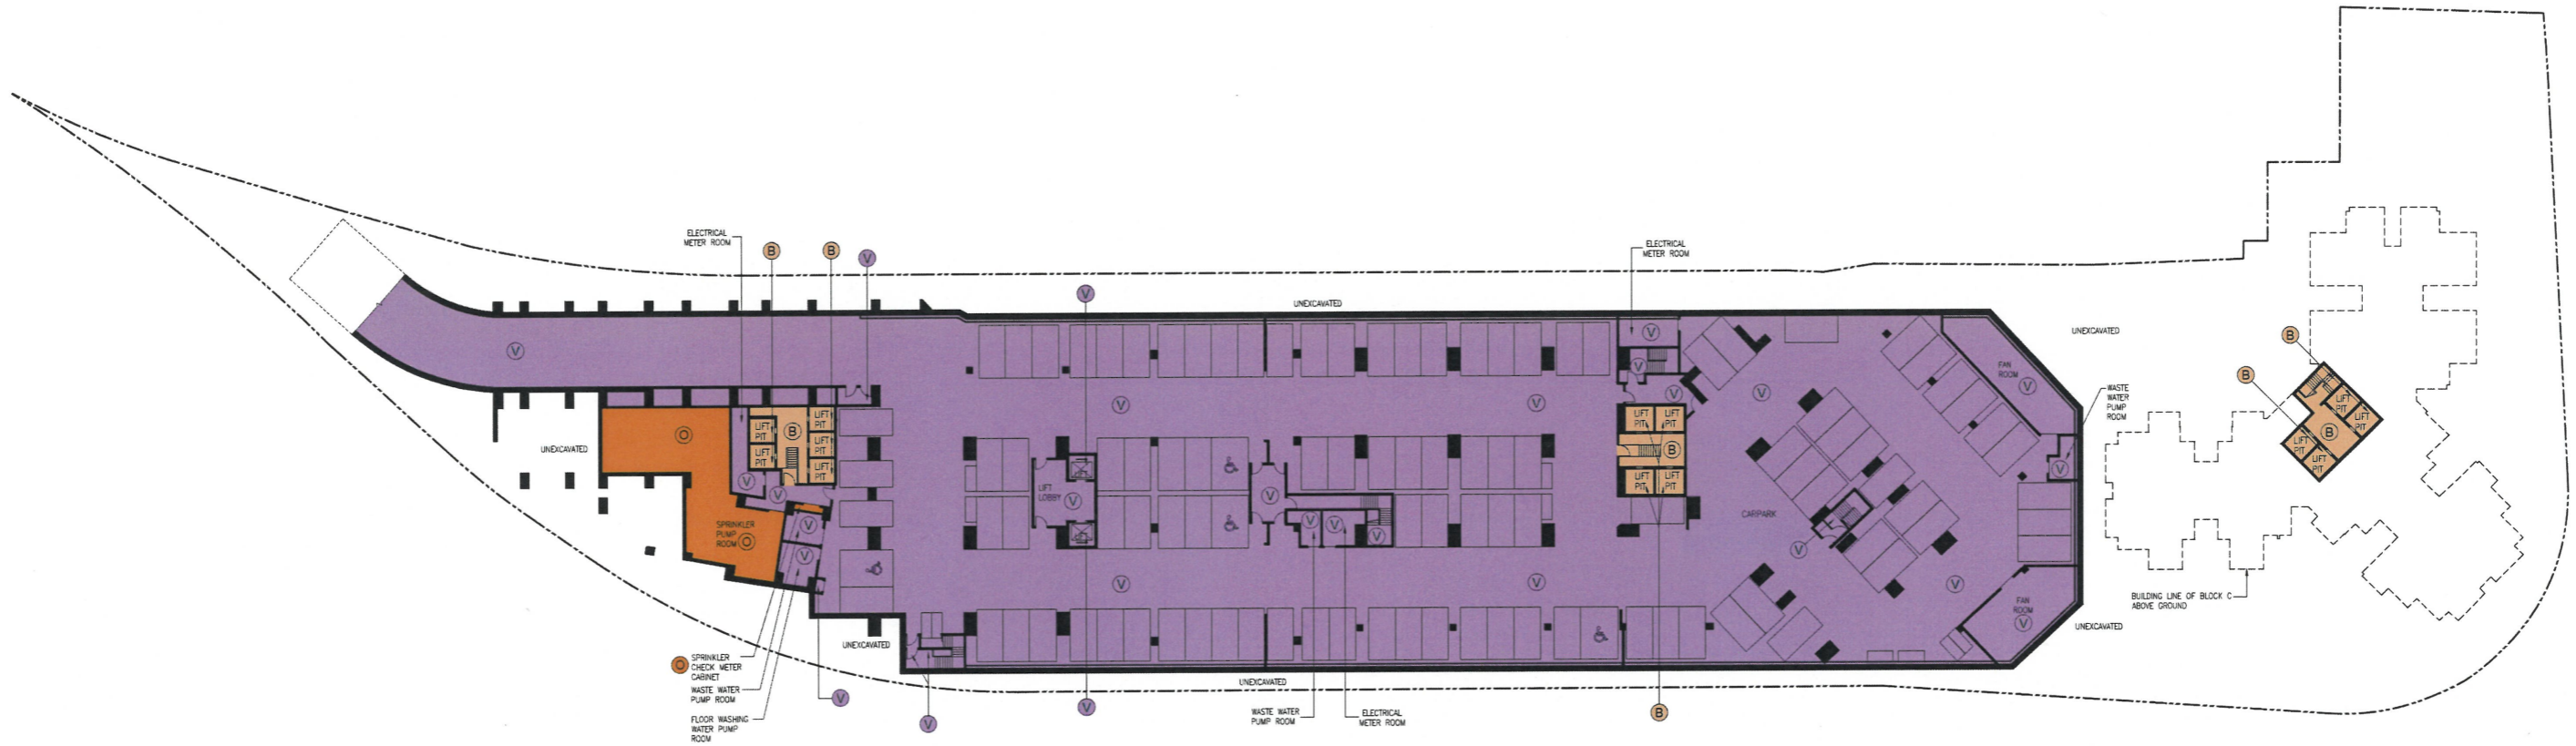 ELECTRICAL
METER ROOM
B
B
V
V
ELECTRICAL
METER ROOM
UNEXCAVATED
UNEXCAVATED
V
V
V
FAN
ROOM
V
B
B
V
V
V
V
WASTE
WATER
PUMP
ROOM
LIFT
PIT
LIFT
PIT
LIFT
PIT
LIFT
PIT
LIFT
PIT
B
O
UNEXCAVATED
V
V
LIFT
LOBBY
V
V
LIFT
PIT
LIFT
PIT
B
LIFT
PIT
LIFT
PIT
V
LIFT
PIT
LIFT
PIT
B
LIFT
PIT
LIFT
PIT
SPRINKLER
PUMP
ROOM
O
V
V
V
V
V
CARPARK
V
V
V
V
FAN
ROOM
V
BUILDING LINE OF BLOCK C
ABOVE GROUND
UNEXCAVATED
UNEXCAVATED
O
SPRINKLER
CHECK METER
CABINET
WASTE WATER
PUMP ROOM
FLOOR WASHING
WATER PUMP
ROOM
V
V
V
UNEXCAVATED
WASTE WATER
PUMP ROOM
ELECTRICAL
METER ROOM
B